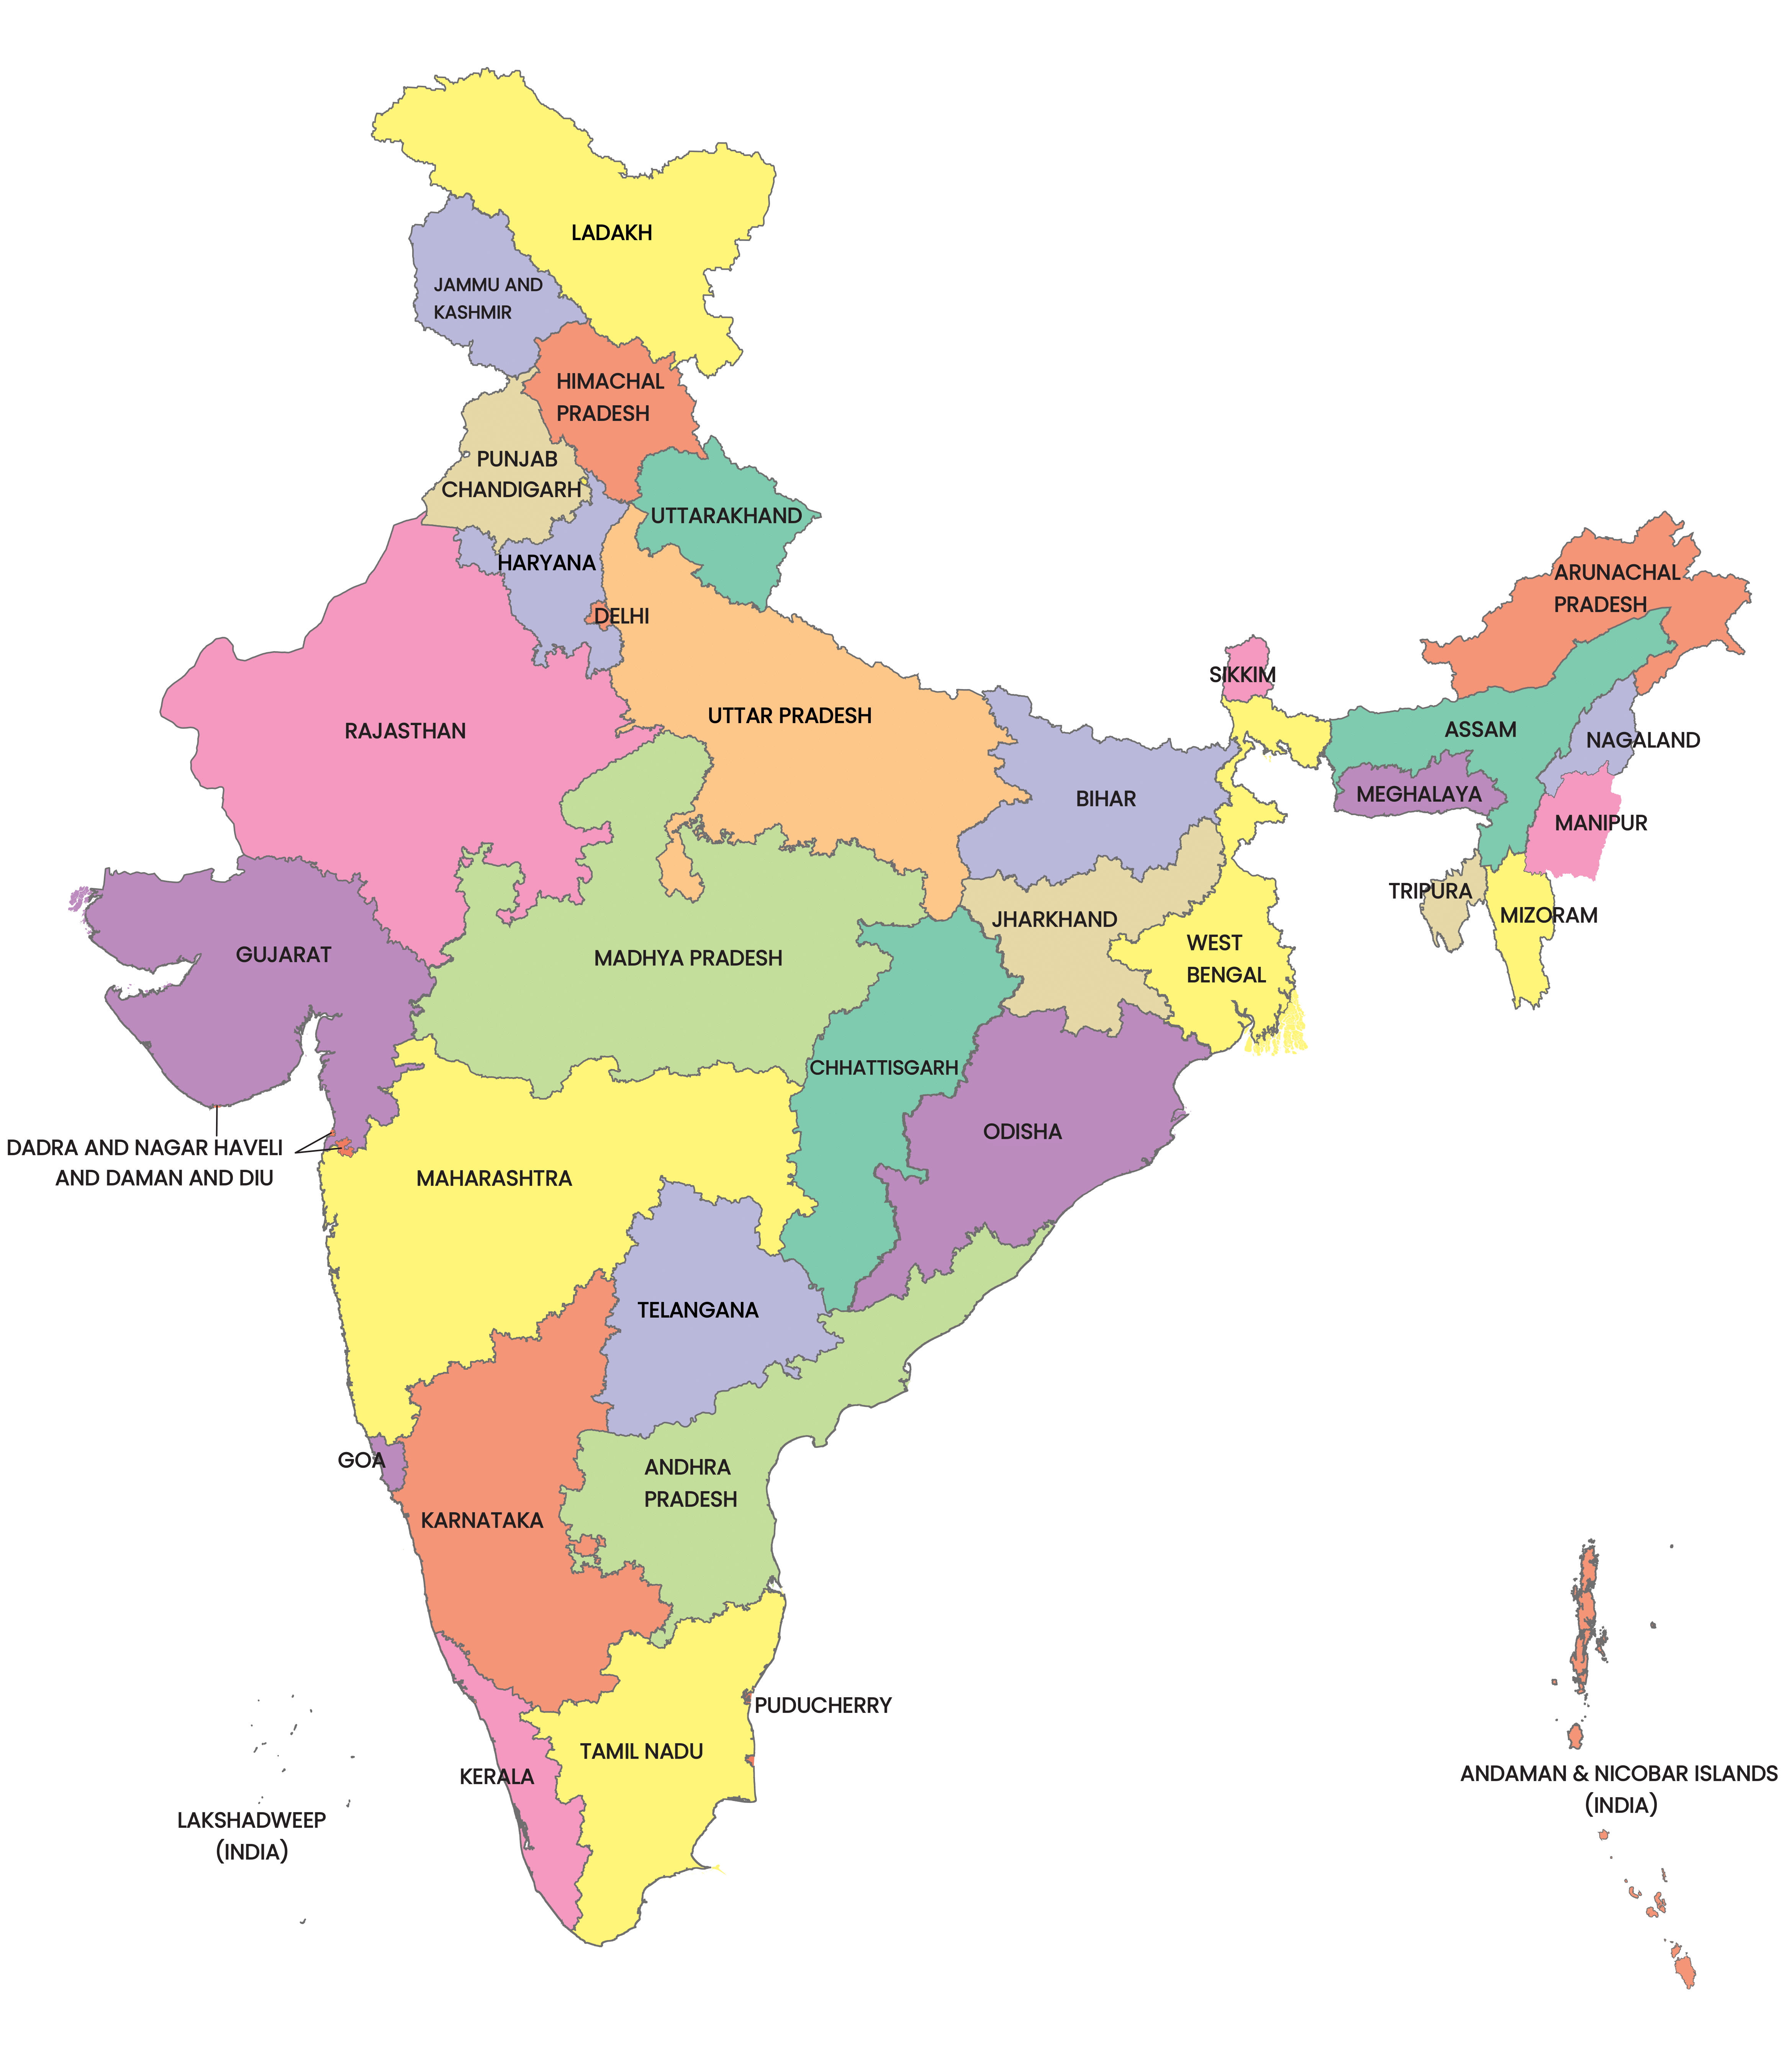 LADAKH
JAMMU AND
KASHMIR
HIMACHAL
PRADESH
PUNJAB
CHANDIGARH
UTTARAKHAND
HARYANA
DELHI
ARUNACHAL
PRADESH
SIKKIM
RAJASTHAN
UTTAR PRADESH
ASSAM
NAGALAND
BIHAR
MEGHALAYA
MANIPUR
TRIPURA
MIZORAM
JHARKHAND
GUJARAT
MADHYA PRADESH
WEST
BENGAL
CHHATTISGARH
ODISHA
DADRA AND NAGAR HAVELI
AND DAMAN AND DIU
MAHARASHTRA
TELANGANA
GOA
ANDHRA
PRADESH
KARNATAKA
PUDUCHERRY
TAMIL NADU
KERALA
LAKSHADWEEP
(INDIA)
ANDAMAN & NICOBAR ISLANDS
(INDIA)